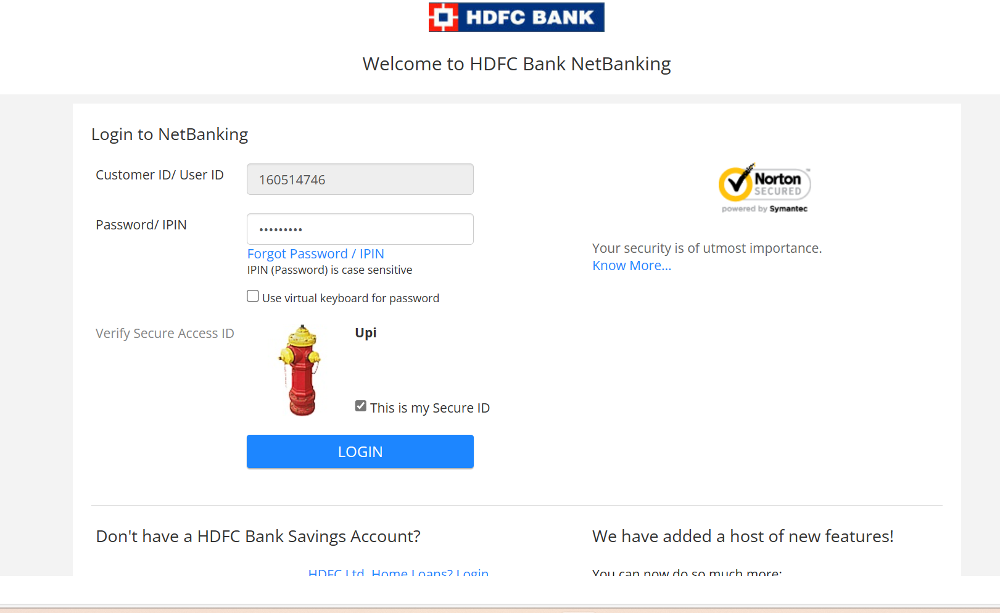 HDFC BANK
Welcome to HDFC Bank NetBanking
Login to NetBanking
Customer ID/ User ID
160514746
Password/ IPIN
•••••••••
Forgot Password / IPIN
IPIN (Password) is case sensitive
Use virtual keyboard for password
Verify Secure Access ID
Upi
This is my Secure ID
LOGIN
Norton
SECURED
powered by Symantec
Your security is of utmost importance.
Know More...
Don't have a HDFC Bank Savings Account?
HDFC Ltd. Home Loans? Login
We have added a host of new features!
You can now do so much more: